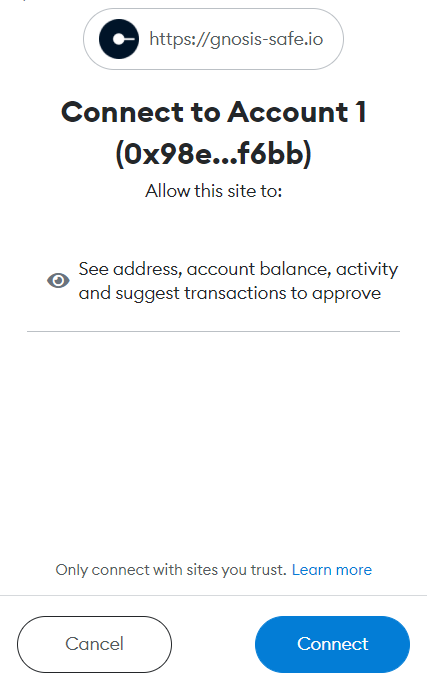 https://gnosis-safe.io
Connect to Account 1
(0x98e...f6bb)
Allow this site to:
See address, account balance, activity
and suggest transactions to approve
Only connect with sites you trust. Learn more
Cancel
Connect